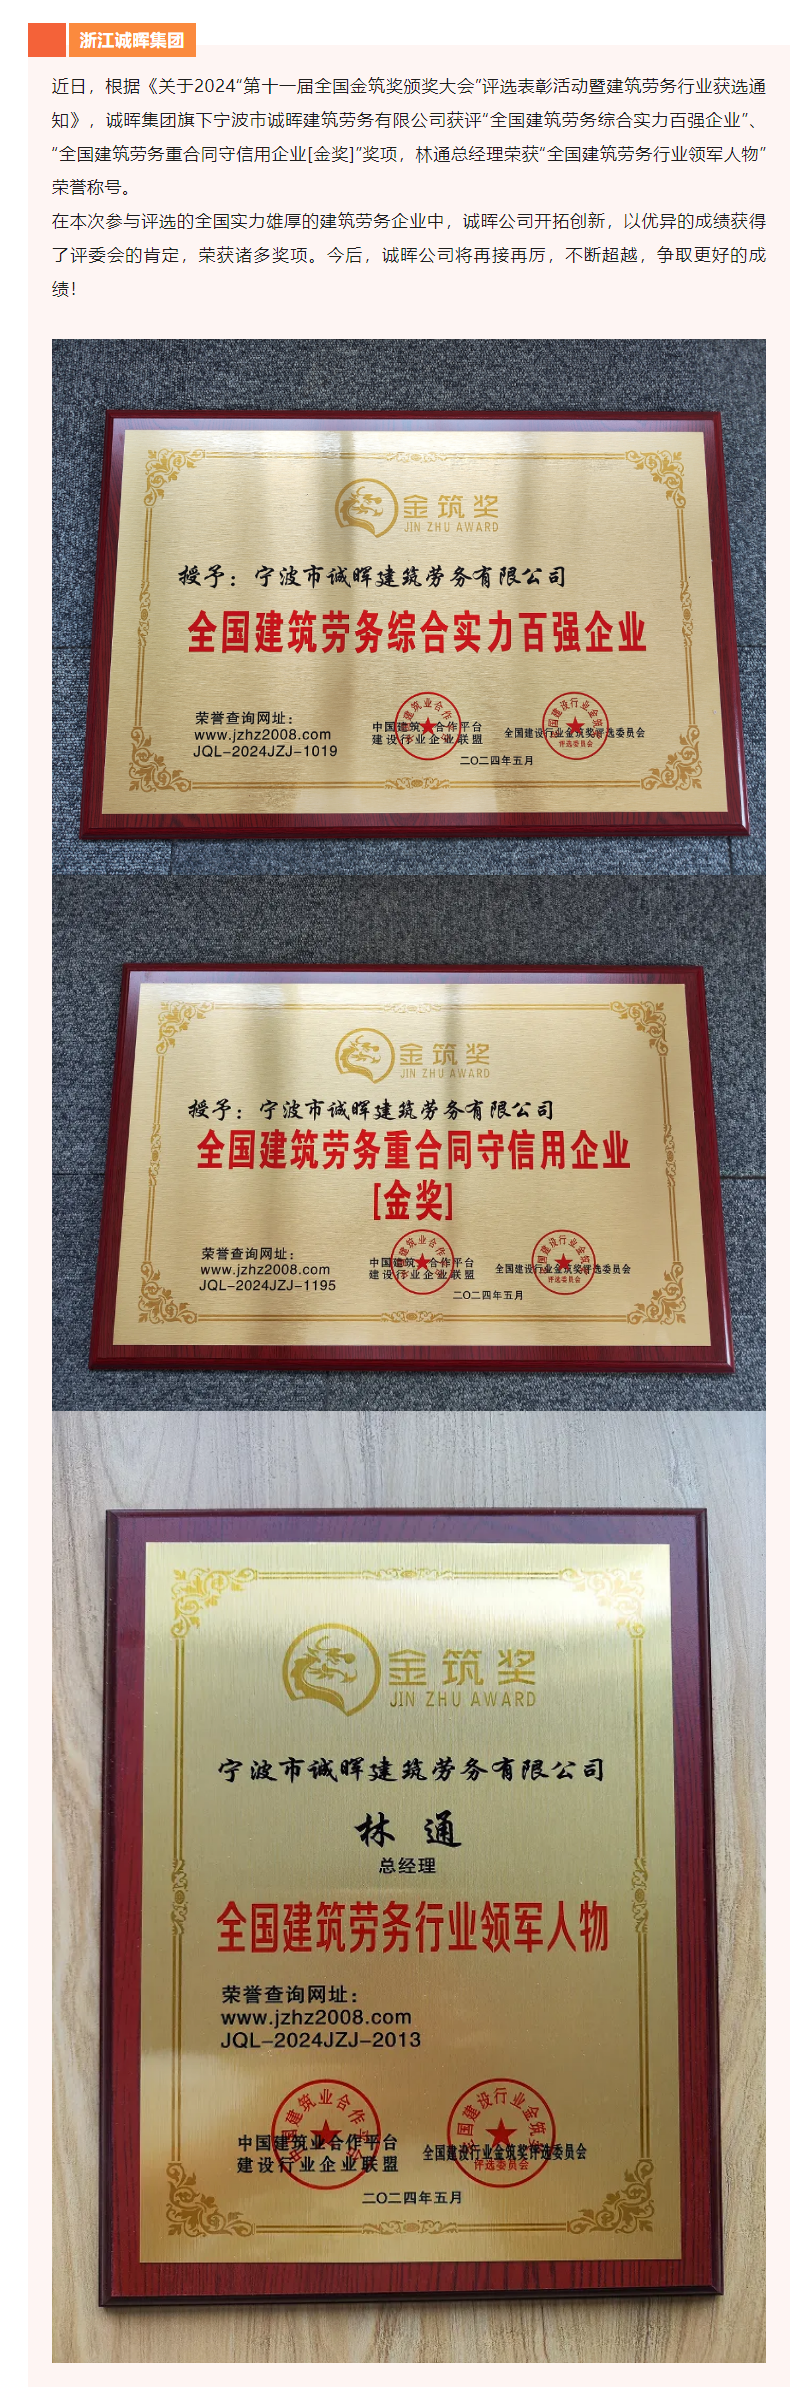 浙江诚晖集团
近日，根据《关于2024“第十一届全国金筑奖颁奖大会”评选表彰活动暨建筑劳务行业获选通
知》，诚晖集团旗下宁波市诚晖建筑劳务有限公司获评“全国建筑劳务综合实力百强企业”、
“全国建筑劳务重合同守信用企业[金奖]”奖项，林通总经理荣获“全国建筑劳务行业领军人物”
荣誉称号。
在本次参与评选的全国实力雄厚的建筑劳务企业中，诚晖公司开拓创新，以优异的成绩获得
了评委会的肯定，荣获诸多奖项。今后，诚晖公司将再接再厉，不断超越，争取更好的成
绩！
金筑奖
JIN ZHU AWARD
授予：宁波市诚晖建筑劳务有限公司
全国建筑劳务综合实力百强企业
荣誉查询网址：
www.jzhz2008.com
JQL-2024JZJ-1019
中国建筑业合作平台
建设行业企业联盟
全国建设行业金筑奖评选委员会
评选委员会
二〇二四年五月
金筑奖
JIN ZHU AWARD
授予：宁波市诚晖建筑劳务有限公司
全国建筑劳务重合同守信用企业
[金奖]
荣誉查询网址：
www.jzhz2008.com
JQL-2024JZJ-1195
中国建筑业合作平台
建设行业企业联盟
全国建设行业金筑奖评选委员会
评选委员会
二〇二四年五月
金筑奖
JIN ZHU AWARD
宁波市诚晖建筑劳务有限公司
林 通
总经理
全国建筑劳务行业领军人物
荣誉查询网址：
www.jzhz2008.com
JQL-2024JZJ-2013
中国建筑业合作平台
建设行业企业联盟
全国建设行业金筑奖评选委员会
评选委员会
二〇二四年五月